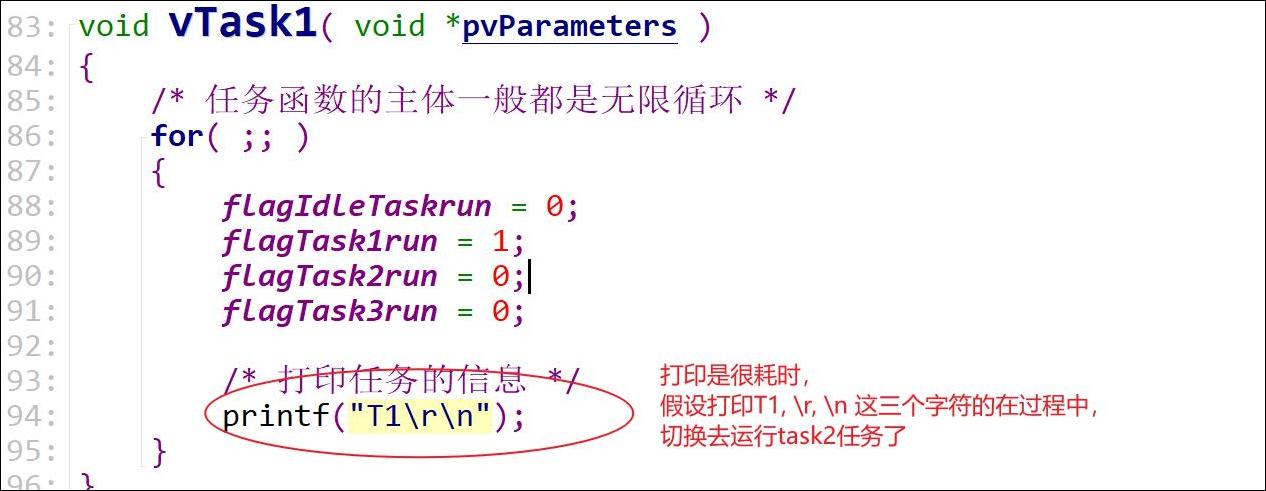 83: void vTask1( void *pvParameters )
84: {
85: /* 任务函数的主体一般都是无限循环 */
86: for( ;; )
87: {
88: flagIdleTaskrun = 0;
89: flagTask1run = 1;
90: flagTask2run = 0;
91: flagTask3run = 0;
92:
93: /* 打印任务的信息 */
94: printf("T1\r\n");
95: }
96: }
打印是很耗时，
假设打印T1, \r, \n 这三个字符的在过程中，
切换去运行task2任务了